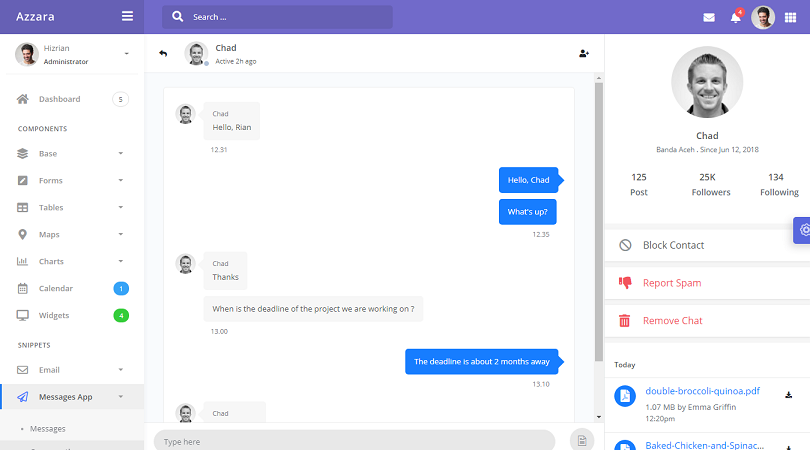 Azzara
Search ...
4
Hizrian
Administrator
Dashboard 5
COMPONENTS
Base
Forms
Tables
Maps
Charts
Calendar 1
Widgets 4
SNIPPETS
Email
Messages App
Messages
Chad
Active 2h ago
Chad
Hello, Rian
12.31
Hello, Chad
What's up?
12.35
Chad
Thanks
When is the deadline of the project we are working on ?
13.00
The deadline is about 2 months away
13.10
Chad
Type here
Chad
Banda Aceh . Since Jun 12, 2018
125 25K 134
Post Followers Following
Block Contact
Report Spam
Remove Chat
Today
double-broccoli-quinoa.pdf
1.07 MB by Emma Griffin
12:20pm
Baked-Chicken-and-Spinac...